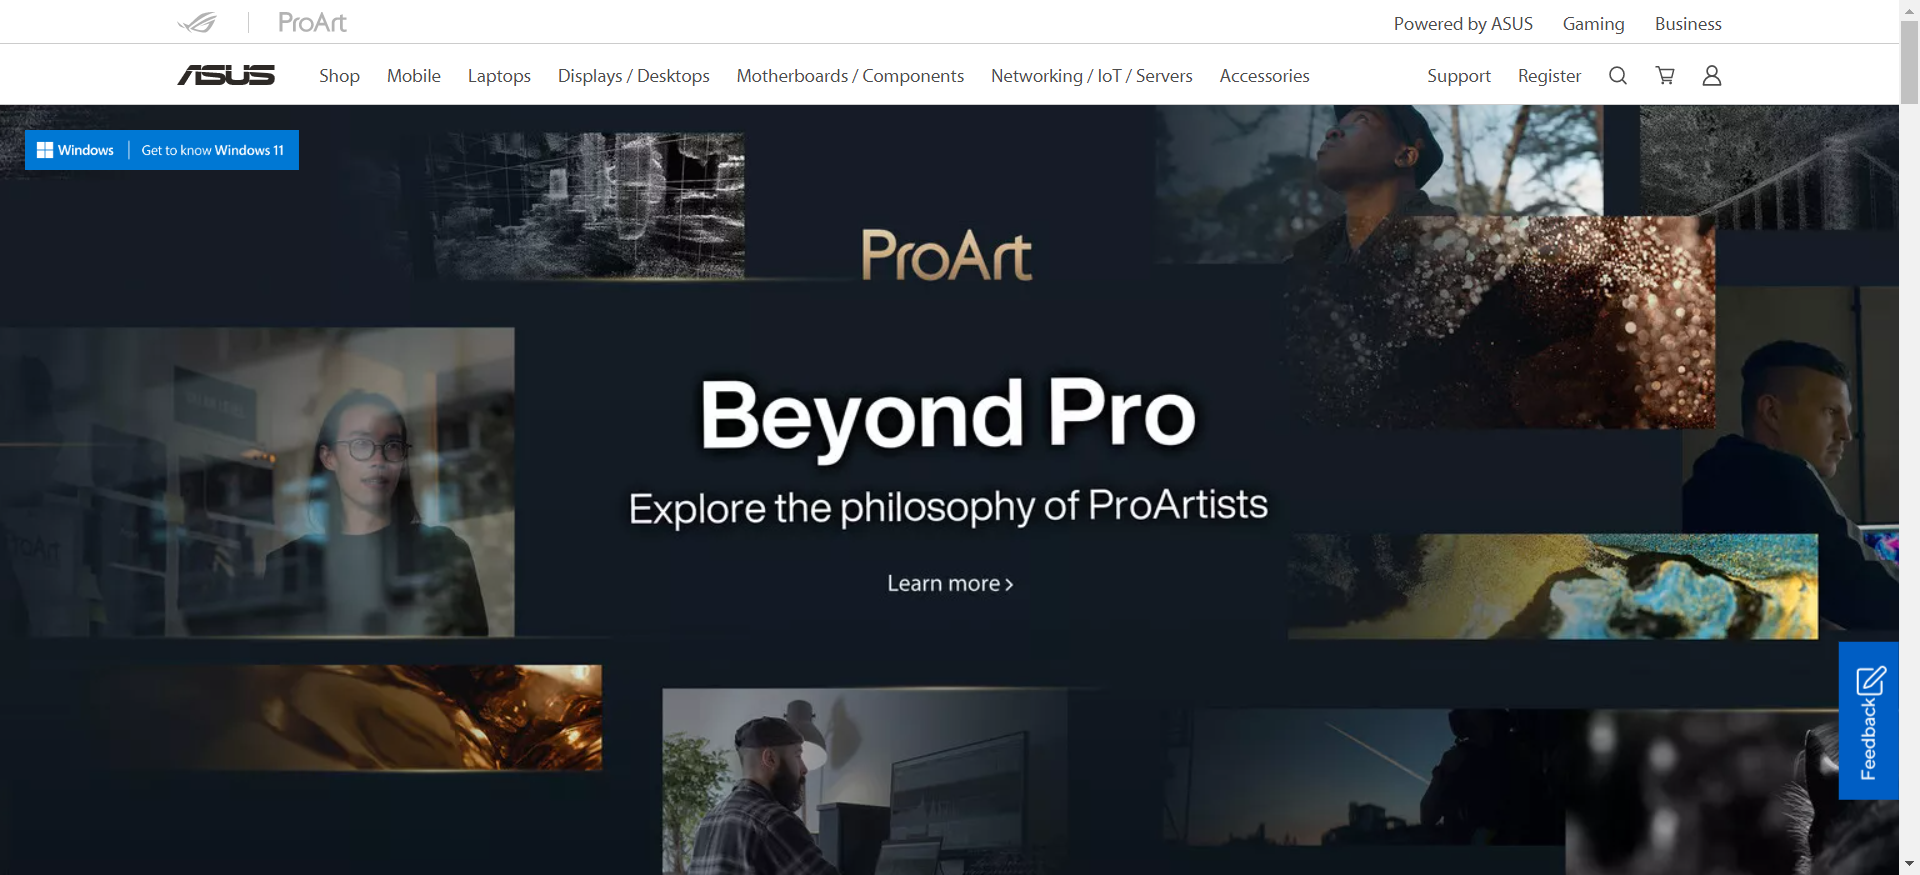 ProArt
Powered by ASUS
Gaming
Business
ASUS
Shop
Mobile
Laptops
Displays / Desktops
Motherboards / Components
Networking / IoT / Servers
Accessories
Support
Register
Windows
Get to know Windows 11
ProArt
Beyond Pro
Explore the philosophy of ProArtists
Learn more >
Feedback